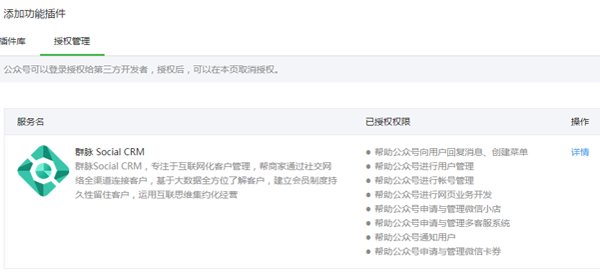 添加功能插件
插件库 授权管理
公众号可以登录授权给第三方开发者，授权后，可以在本页取消授权。
服务名 已授权权限 操作
群脉 Social CRM
群脉Social CRM，专注于互联网化客户管理，帮商家通过社交网
络全渠道连接客户，基于大数据全方位了解客户，建立会员制度持
久性留住客户，运用互联思维集约化经营
● 帮助公众号向用户回复消息、创建菜单
● 帮助公众号进行用户管理
● 帮助公众号进行帐号管理
● 帮助公众号进行网页业务开发
● 帮助公众号申请与管理微信小店
● 帮助公众号申请与管理多客服系统
● 帮助公众号通知用户
● 帮助公众号申请与管理微信卡券
详情